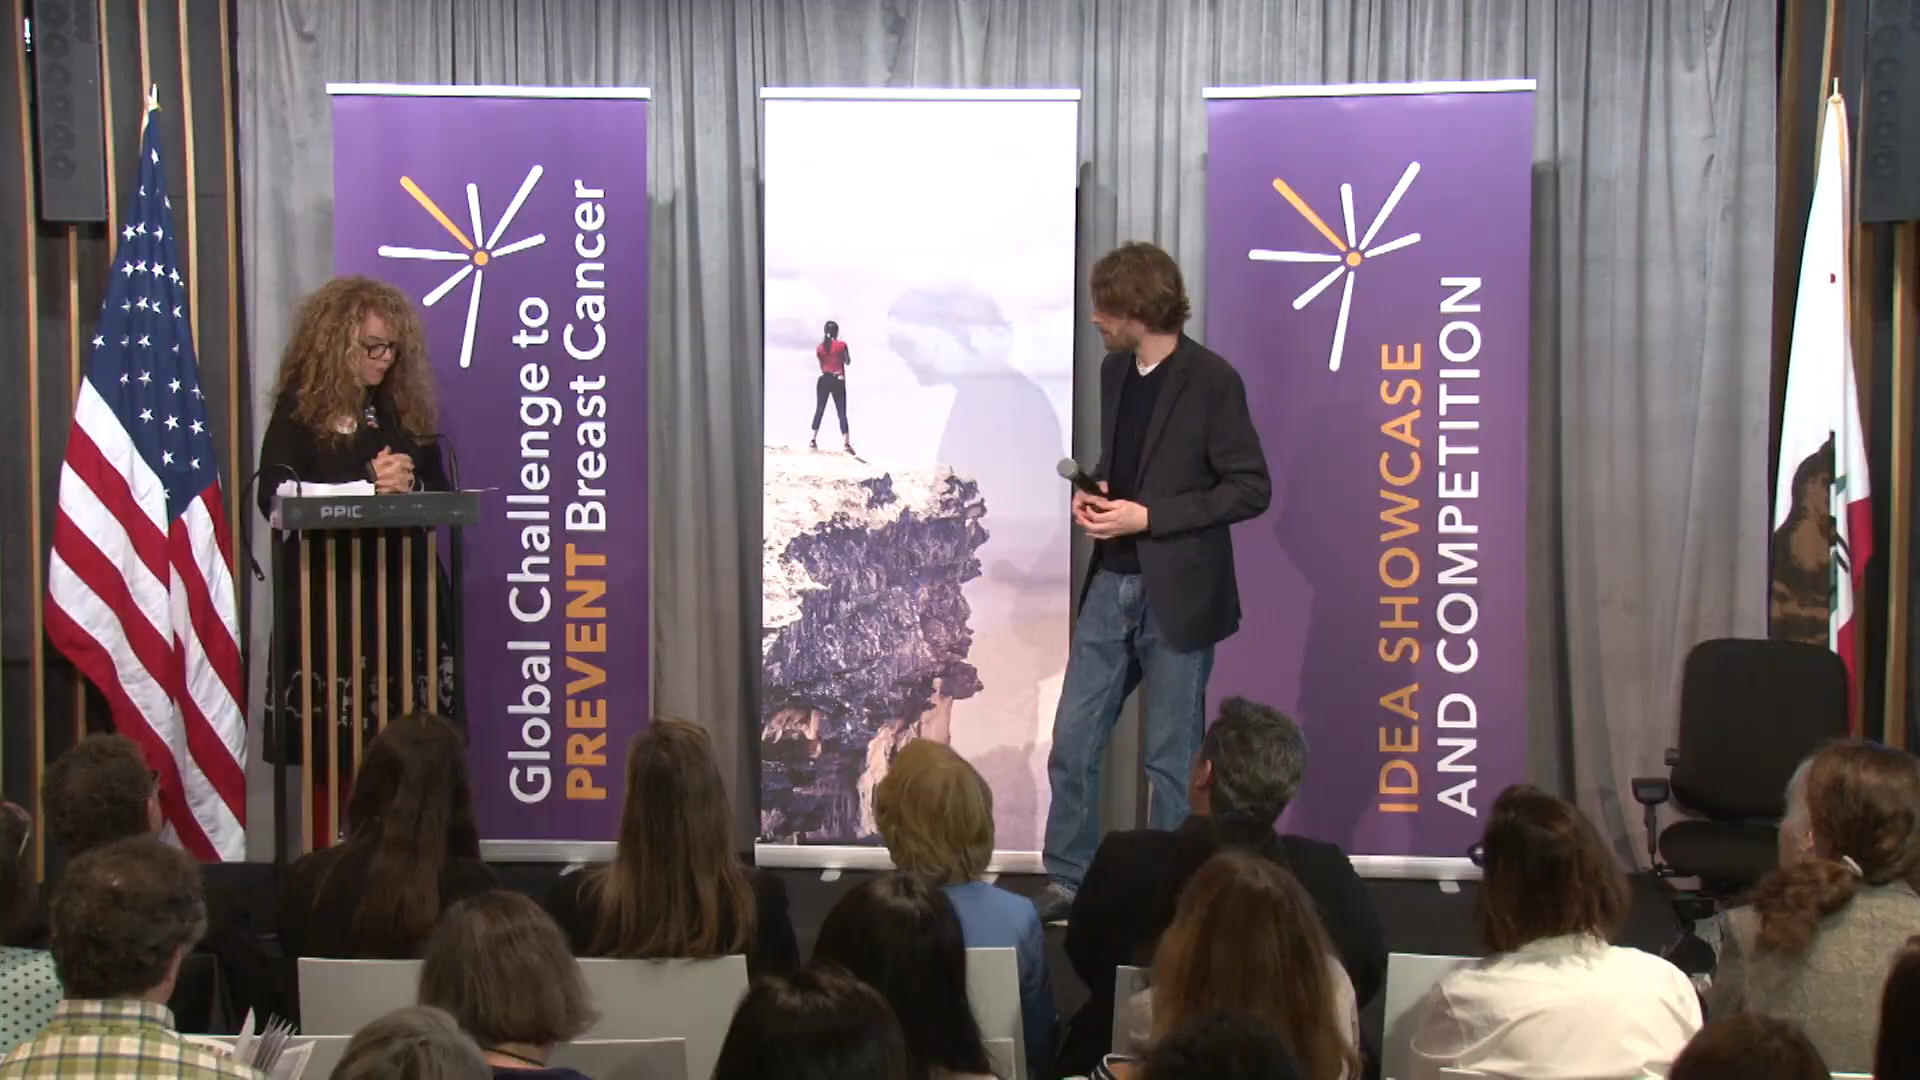 PPIC
Global Challenge to
PREVENT Breast Cancer
IDEA SHOWCASE
AND COMPETITION